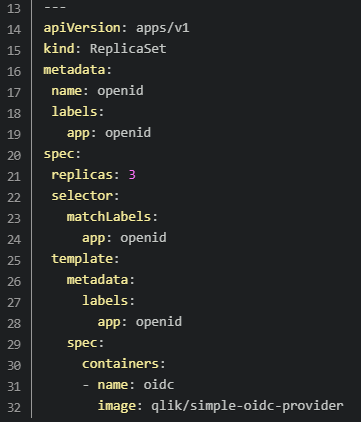 13 ---
14 apiVersion: apps/v1
15 kind: ReplicaSet
16 metadata:
17  name: openid
18  labels:
19    app: openid
20 spec:
21  replicas: 3
22  selector:
23    matchLabels:
24      app: openid
25  template:
26    metadata:
27      labels:
28        app: openid
29    spec:
30      containers:
31      - name: oidc
32        image: qlik/simple-oidc-provider